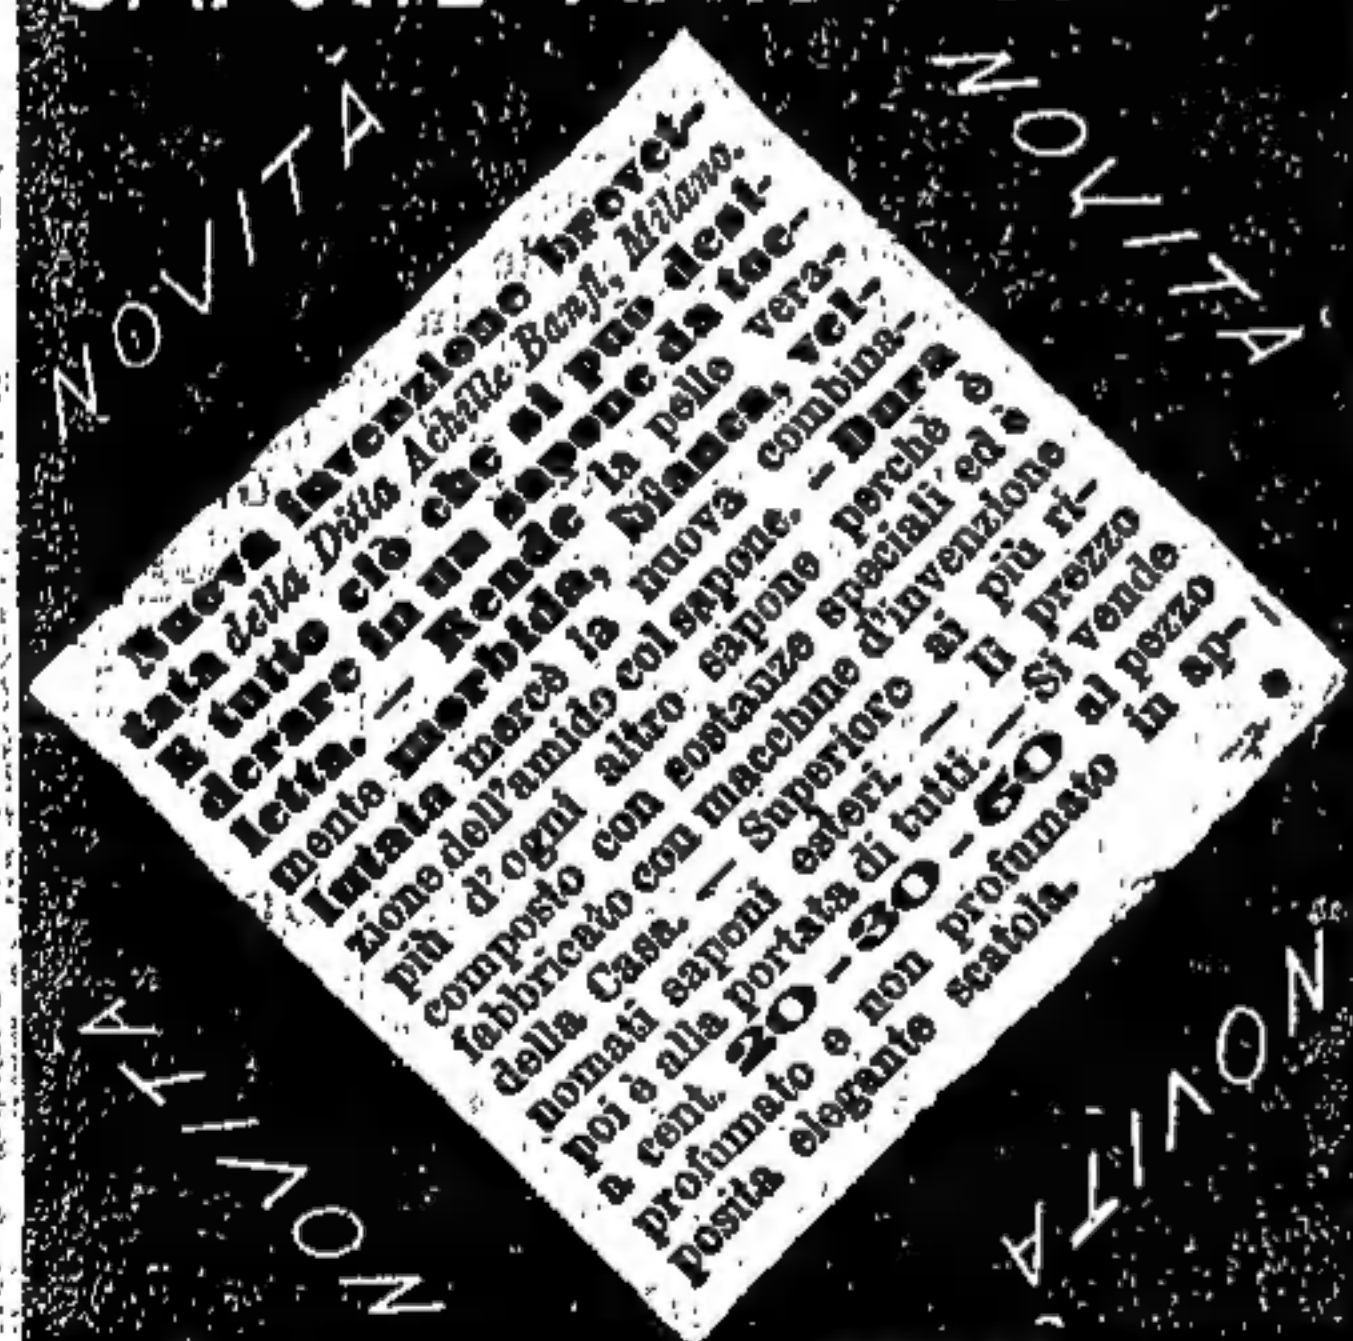 NOVITÀ
NOVITÀ
Nuova invenzione brevet-
tata della Ditta Achille Banfi, Milano.
E tutto ciò che si può desi-
derare in un sapone da toc-
letta. — Rende la pelle vera-
mente morbida, bianca, vel-
lutata mercè la nuova combina-
zione dell'amido col sapone. — Dura
più d'ogni altro sapone perchè è
composto con sostanze speciali ed è
fabbricato con macchine d'invenzione
della Casa. — Superiore ai più ri-
nomati saponi esteri. — Il prezzo
poi è alla portata di tutti. — Si vende
a cent. 20-30-60 al pezzo
profumato e non profumato in ap-
posita elegante scatola.
NOVITÀ
NOVITÀ